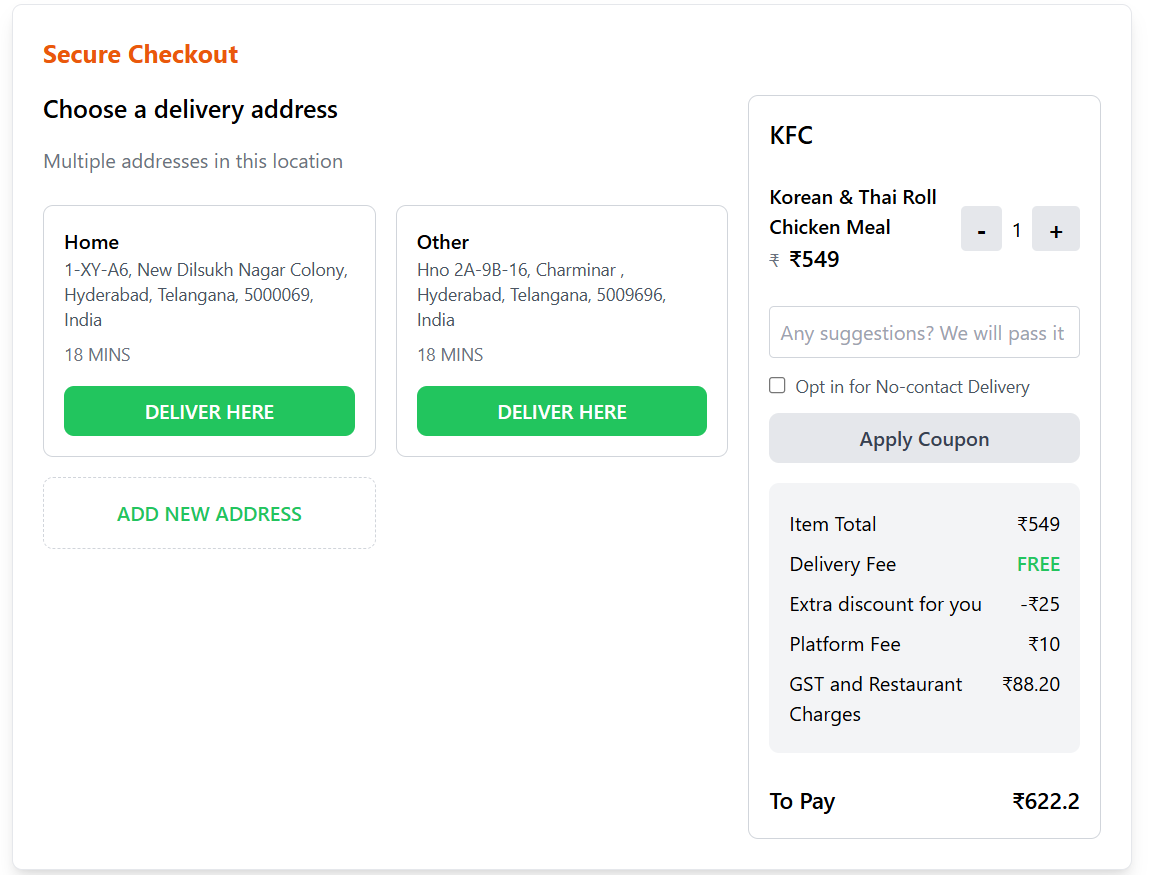 Secure Checkout
Choose a delivery address
Multiple addresses in this location
Home
1-XY-A6, New Dilsukh Nagar Colony,
Hyderabad, Telangana, 5000069,
India
18 MINS
DELIVER HERE
Other
Hno 2A-9B-16, Charminar ,
Hyderabad, Telangana, 5009696,
India
18 MINS
DELIVER HERE
ADD NEW ADDRESS
KFC
Korean & Thai Roll
Chicken Meal
₹ ₹549
- 1 +
Any suggestions? We will pass it
Opt in for No-contact Delivery
Apply Coupon
Item Total ₹549
Delivery Fee FREE
Extra discount for you -₹25
Platform Fee ₹10
GST and Restaurant ₹88.20
Charges
To Pay ₹622.2